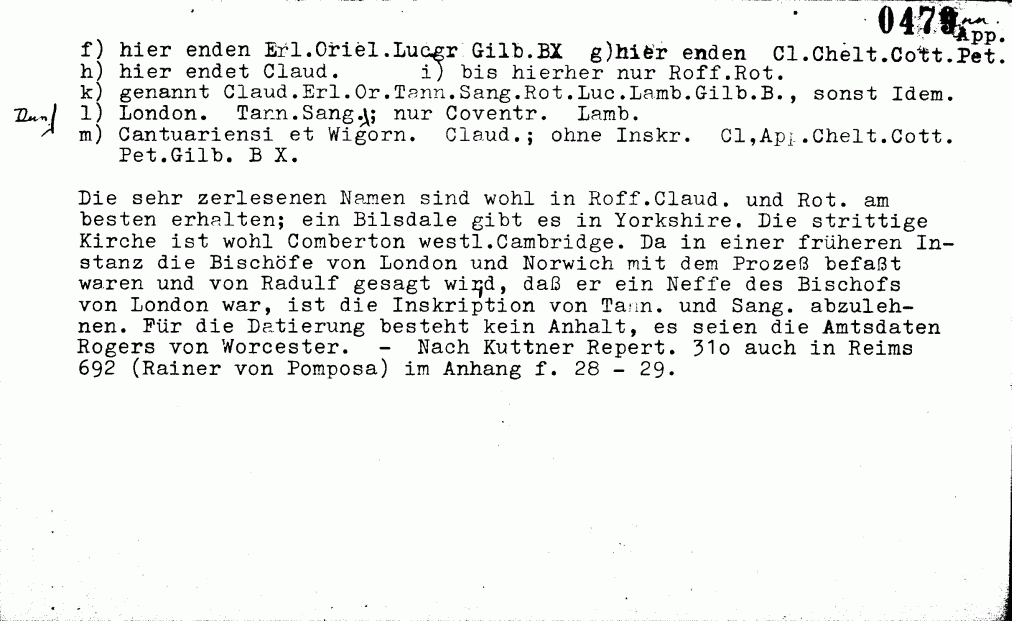 047
App.
f) hier enden Erl.Oriel.Lucgr Gilb.BX g)hier enden Cl.Chelt.Cott.Pet.
h) hier endet Claud. i) bis hierher nur Roff.Rot.
k) genannt Claud.Erl.Or.Tann.Sang.Rot.Luc.Lamb.Gilb.B., sonst Idem.
l) London. Tann.Sang.; nur Coventr. Lamb.
m) Cantuariensi et Wigorn. Claud.; ohne Inskr. Cl,App.Chelt.Cott.
Pet.Gilb. B X.
Die sehr zerlesenen Namen sind wohl in Roff.Claud. und Rot. am
besten erhalten; ein Bilsdale gibt es in Yorkshire. Die strittige
Kirche ist wohl Comberton westl.Cambridge. Da in einer früheren In-
stanz die Bischöfe von London und Norwich mit dem Prozeß befaßt
waren und von Radulf gesagt wird, daß er ein Neffe des Bischofs
von London war, ist die Inskription von Tann. und Sang. abzuleh-
nen. Für die Datierung besteht kein Anhalt, es seien die Amtsdaten
Rogers von Worcester. - Nach Kuttner Repert. 31o auch in Reims
692 (Rainer von Pomposa) im Anhang f. 28 - 29.